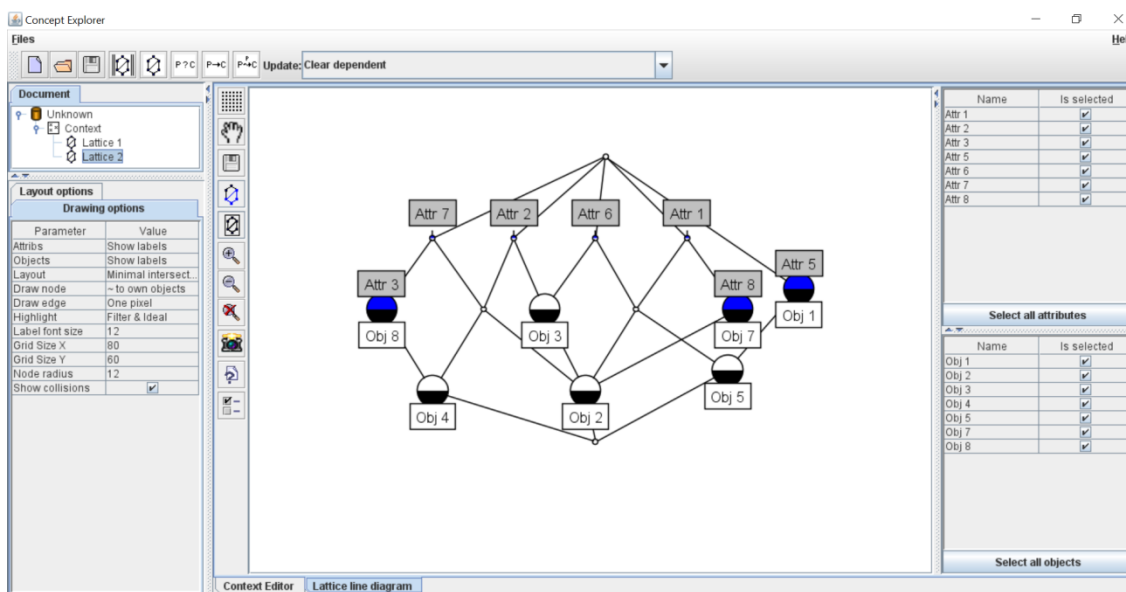 Concept Explorer
Files
P?C P→C Update: Clear dependent
Document
Unknown
Context
Lattice 1
Lattice 2
Layout options
Drawing options
Parameter Value
Attribs Show labels
Objects Show labels
Layout Minimal intersect...
Draw node ~ to own objects
Draw edge One pixel
Highlight Filter & Ideal
Label font size 12
Grid Size X 80
Grid Size Y 60
Node radius 12
Show collisions
Attr 7 Attr 2 Attr 6 Attr 1
Attr 5
Attr 3 Attr 8
Obj 1
Obj 8 Obj 3 Obj 7
Obj 5
Obj 4 Obj 2
Context Editor Lattice line diagram
Name Is selected
Attr 1
Attr 2
Attr 3
Attr 5
Attr 6
Attr 7
Attr 8
Select all attributes
Name Is selected
Obj 1
Obj 2
Obj 3
Obj 4
Obj 5
Obj 7
Obj 8
Select all objects